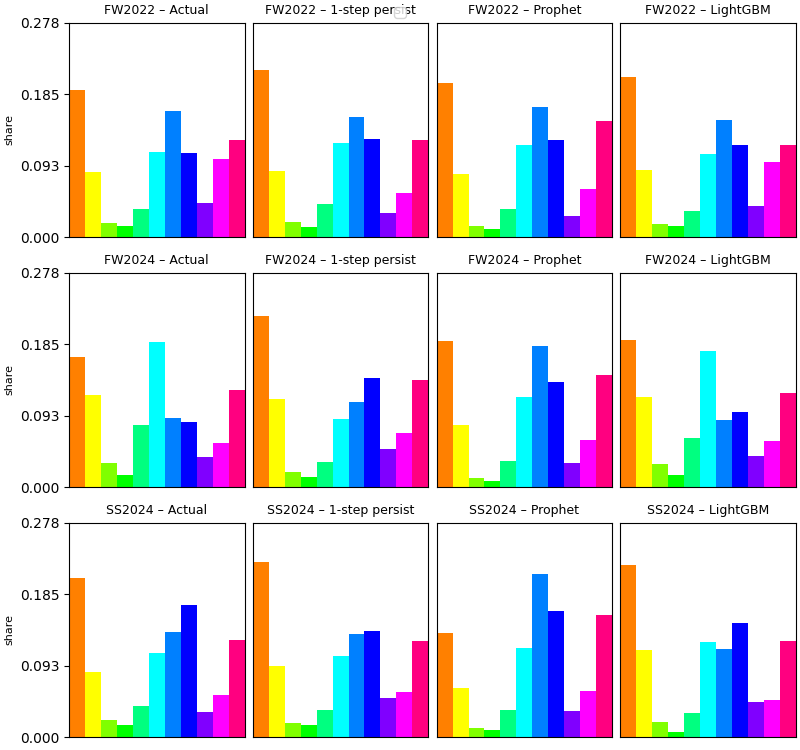 FW2022 – Actual
FW2022 – 1-step persist
FW2022 – Prophet
FW2022 – LightGBM
0.278
0.185
0.093
0.000
share
FW2024 – Actual
FW2024 – 1-step persist
FW2024 – Prophet
FW2024 – LightGBM
0.278
0.185
0.093
0.000
share
SS2024 – Actual
SS2024 – 1-step persist
SS2024 – Prophet
SS2024 – LightGBM
0.278
0.185
0.093
0.000
share